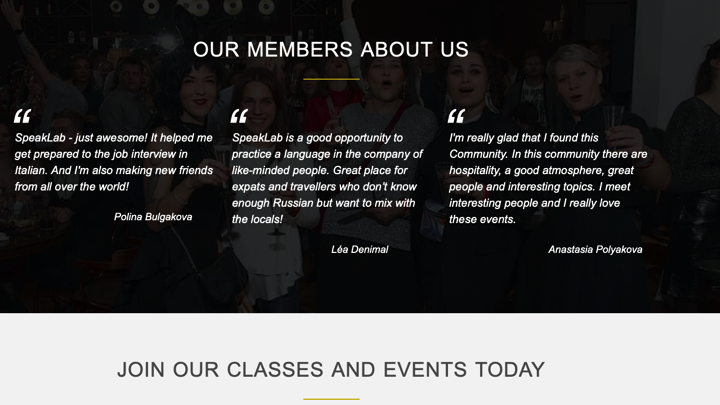 OUR MEMBERS ABOUT US
“
SpeakLab - just awesome! It helped me
get prepared to the job interview in
Italian. And I'm also making new friends
from all over the world!
Polina Bulgakova
“
SpeakLab is a good opportunity to
practice a language in the company of
like-minded people. Great place for
expats and travellers who don't know
enough Russian but want to mix with
the locals!
Léa Denimal
“
I'm really glad that I found this
Community. In this community there are
hospitality, a good atmosphere, great
people and interesting topics. I meet
interesting people and I really love
these events.
Anastasia Polyakova
JOIN OUR CLASSES AND EVENTS TODAY